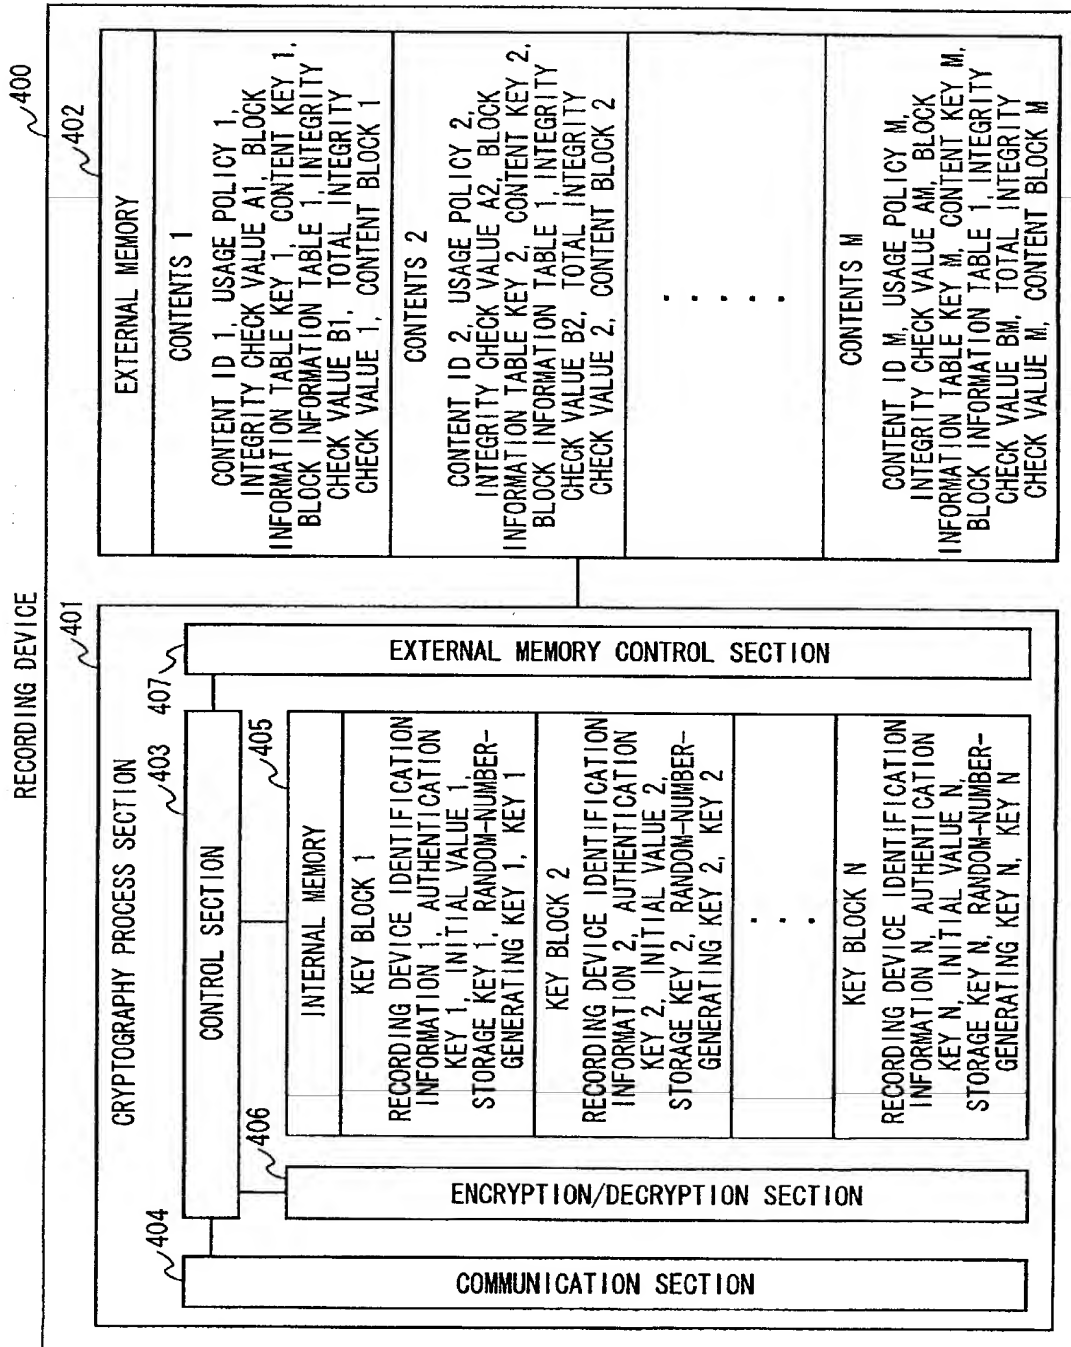 RECORDING DEVICE
400
401
CRYPTOGRAPHY PROCESS SECTION
403
CONTROL SECTION
404
COMMUNICATION SECTION
406
ENCRYPTION/DECRYPTION SECTION
405
INTERNAL MEMORY
KEY BLOCK 1
RECORDING DEVICE IDENTIFICATION
INFORMATION 1, AUTHENTICATION
KEY 1, INITIAL VALUE 1,
STORAGE KEY 1, RANDOM-NUMBER-
GENERATING KEY 1, KEY 1
KEY BLOCK 2
RECORDING DEVICE IDENTIFICATION
INFORMATION 2, AUTHENTICATION
KEY 2, INITIAL VALUE 2,
STORAGE KEY 2, RANDOM-NUMBER-
GENERATING KEY 2, KEY 2
. . .
KEY BLOCK N
RECORDING DEVICE IDENTIFICATION
INFORMATION N, AUTHENTICATION
KEY N, INITIAL VALUE N,
STORAGE KEY N, RANDOM-NUMBER-
GENERATING KEY N, KEY N
407
EXTERNAL MEMORY CONTROL SECTION
402
EXTERNAL MEMORY
CONTENTS 1
CONTENT ID 1, USAGE POLICY 1,
INTEGRITY CHECK VALUE A1, BLOCK
INFORMATION TABLE KEY 1, CONTENT KEY 1,
BLOCK INFORMATION TABLE 1, INTEGRITY
CHECK VALUE B1, TOTAL INTEGRITY
CHECK VALUE 1, CONTENT BLOCK 1
CONTENTS 2
CONTENT ID 2, USAGE POLICY 2,
INTEGRITY CHECK VALUE A2, BLOCK
INFORMATION TABLE KEY 2, CONTENT KEY 2,
BLOCK INFORMATION TABLE 1, INTEGRITY
CHECK VALUE B2, TOTAL INTEGRITY
CHECK VALUE 2, CONTENT BLOCK 2
. . . . .
CONTENTS M
CONTENT ID M, USAGE POLICY M,
INTEGRITY CHECK VALUE AM, BLOCK
INFORMATION TABLE KEY M, CONTENT KEY M,
BLOCK INFORMATION TABLE 1, INTEGRITY
CHECK VALUE BM, TOTAL INTEGRITY
CHECK VALUE M, CONTENT BLOCK M